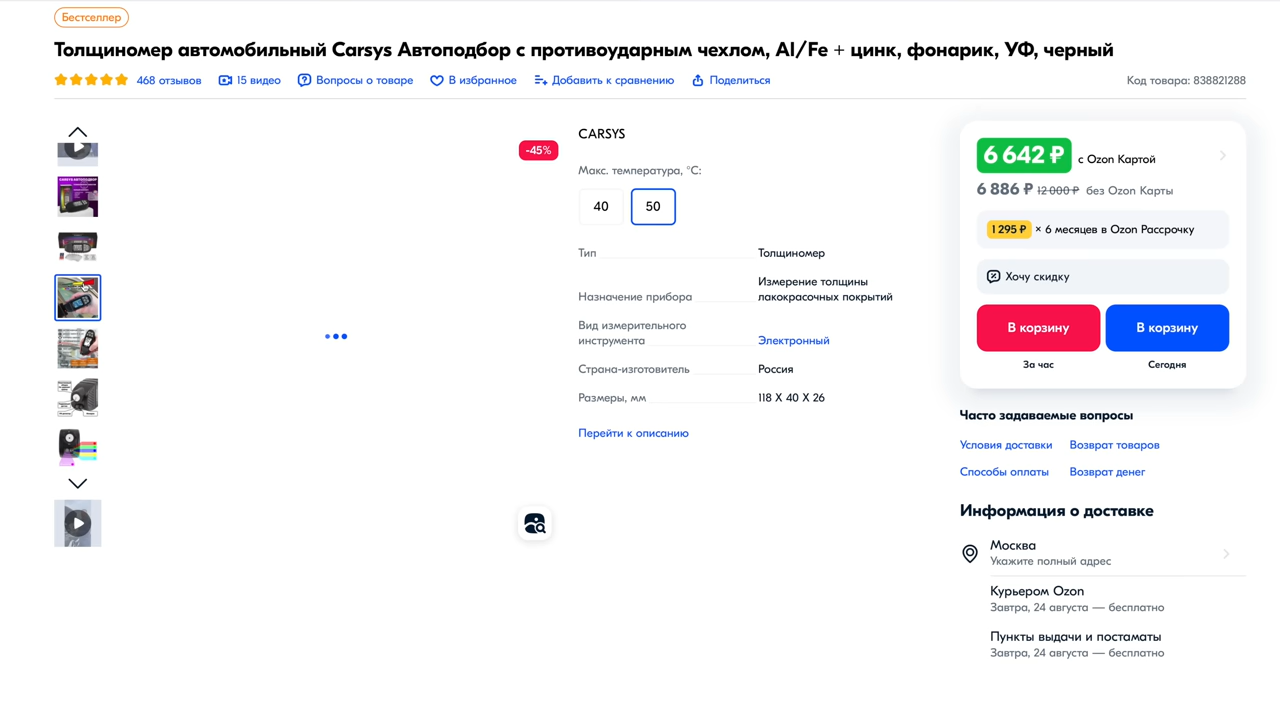 Бестселлер
Толщиномер автомобильный Carsys Автоподбор с противоударным чехлом, Al/Fe + цинк, фонарик, УФ, черный
468 отзывов 15 видео Вопросы о товаре В избранное Добавить к сравнению Поделиться Код товара: 838821288
-45%
CARSYS AВТОПОДБОР
CARSYS
Макс. температура, °C:
40 50
Тип Толщиномер
Назначение прибора Измерение толщины
лакокрасочных покрытий
Вид измерительного
инструмента Электронный
Страна-изготовитель Россия
Размеры, мм 118 X 40 X 26
Перейти к описанию
6 642 ₽ с Ozon Картой
6 886 ₽ 12 000 ₽ без Ozon Карты
1 295 ₽ × 6 месяцев в Ozon Рассрочку
Хочу скидку
В корзину В корзину
За час Сегодня
Часто задаваемые вопросы
Условия доставки Возврат товаров
Способы оплаты Возврат денег
Информация о доставке
Москва
Укажите полный адрес
Курьером Ozon
Завтра, 24 августа — бесплатно
Пункты выдачи и постаматы
Завтра, 24 августа — бесплатно